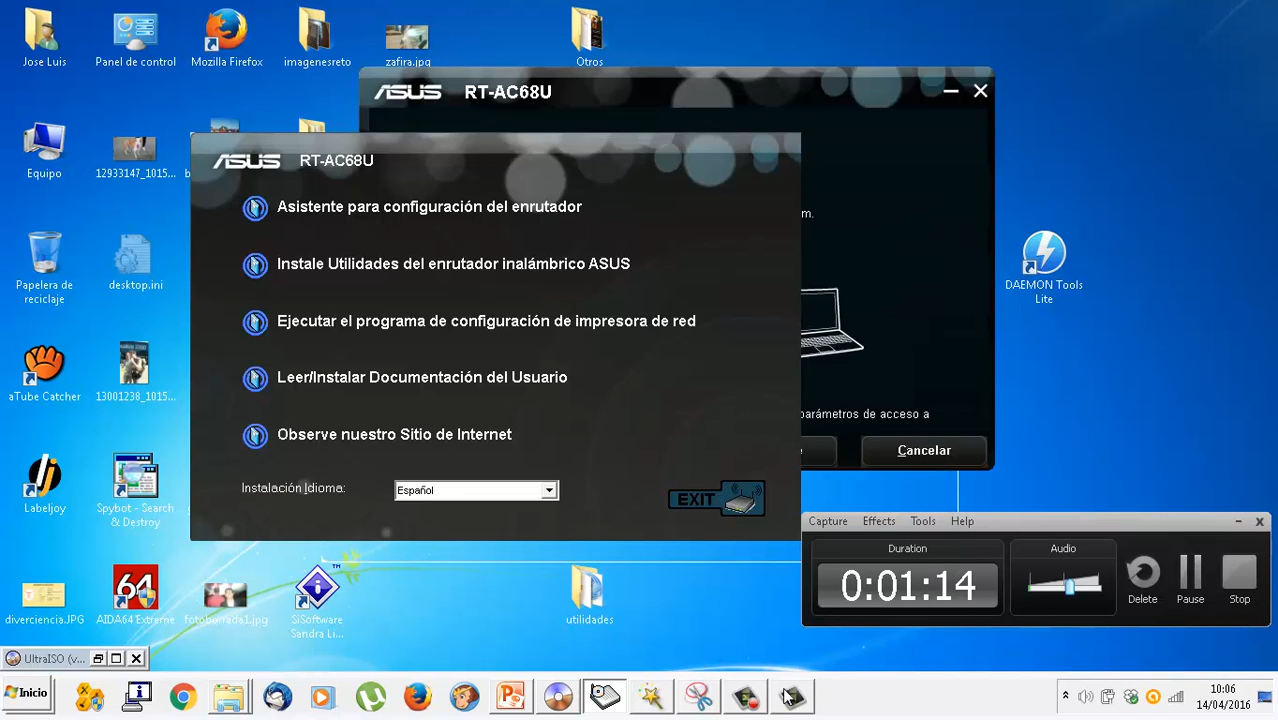 Jose Luis
Panel de control
Mozilla Firefox
imagenesreto
zafira.jpg
Otros
ASUS RT-AC68U
Equipo
12933147_1015...
ASUS RT-AC68U
Asistente para configuración del enrutador
m.
Instale Utilidades del enrutador inalámbrico ASUS
Papelera de
reciclaje
desktop.ini
DAEMON Tools
Lite
Ejecutar el programa de configuración de impresora de red
aTube Catcher
13001238_1015...
Leer/Instalar Documentación del Usuario
parámetros de acceso a
Observe nuestro Sitio de Internet
Cancelar
Instalación Idioma:
Español
EXIT
Labeljoy
Spybot - Search
& Destroy
Capture Effects Tools Help
Duration
Audio
0:01:14
Delete
Pause
Stop
TM
64
diverciencia.JPG
AIDA64 Extreme
fotoborrada1.jpg
SiSoftware
Sandra Li...
utilidades
UltraISO (v...
Inicio
10:06
14/04/2016